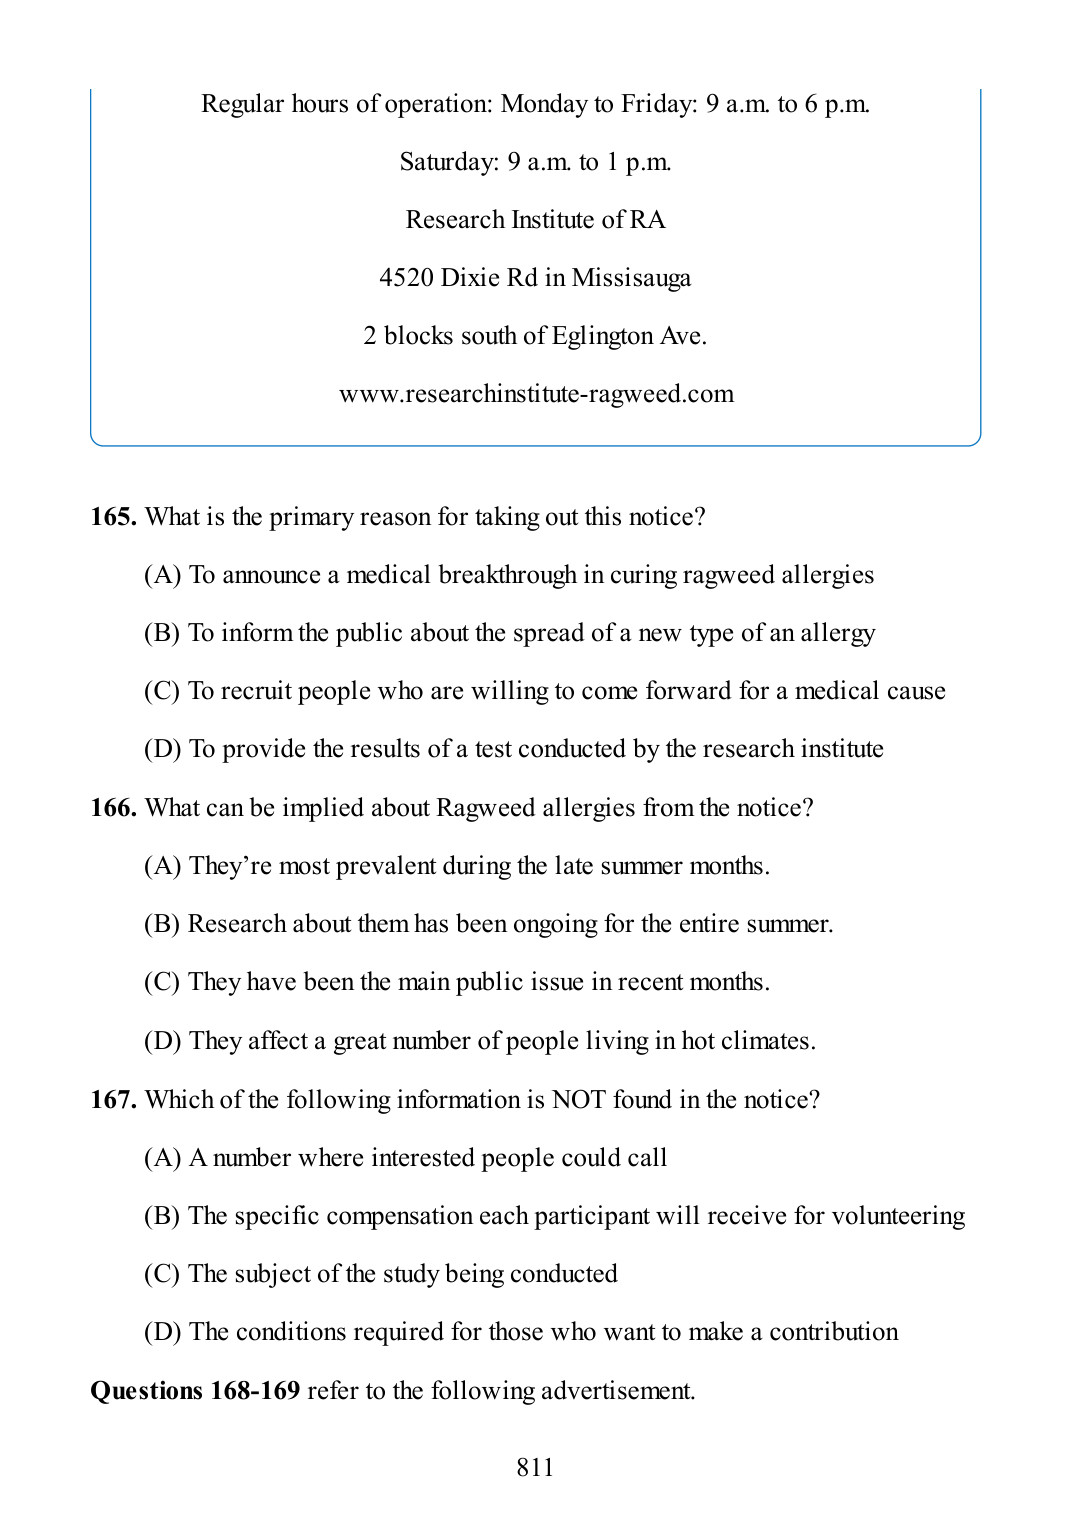 Regular hours of operation: Monday to Friday: 9 a.m. to 6 p.m.
Saturday: 9 a.m. to 1 p.m.
Research Institute of RA
4520 Dixie Rd in Missisauga
2 blocks south of Eglington Ave.
www.researchinstitute-ragweed.com
165. What is the primary reason for taking out this notice?
(A) To announce a medical breakthrough in curing ragweed allergies
(B) To inform the public about the spread of a new type of an allergy
(C) To recruit people who are willing to come forward for a medical cause
(D) To provide the results of a test conducted by the research institute
166. What can be implied about Ragweed allergies from the notice?
(A) They’re most prevalent during the late summer months.
(B) Research about them has been ongoing for the entire summer.
(C) They have been the main public issue in recent months.
(D) They affect a great number of people living in hot climates.
167. Which of the following information is NOT found in the notice?
(A) A number where interested people could call
(B) The specific compensation each participant will receive for volunteering
(C) The subject of the study being conducted
(D) The conditions required for those who want to make a contribution
Questions 168-169 refer to the following advertisement.
811